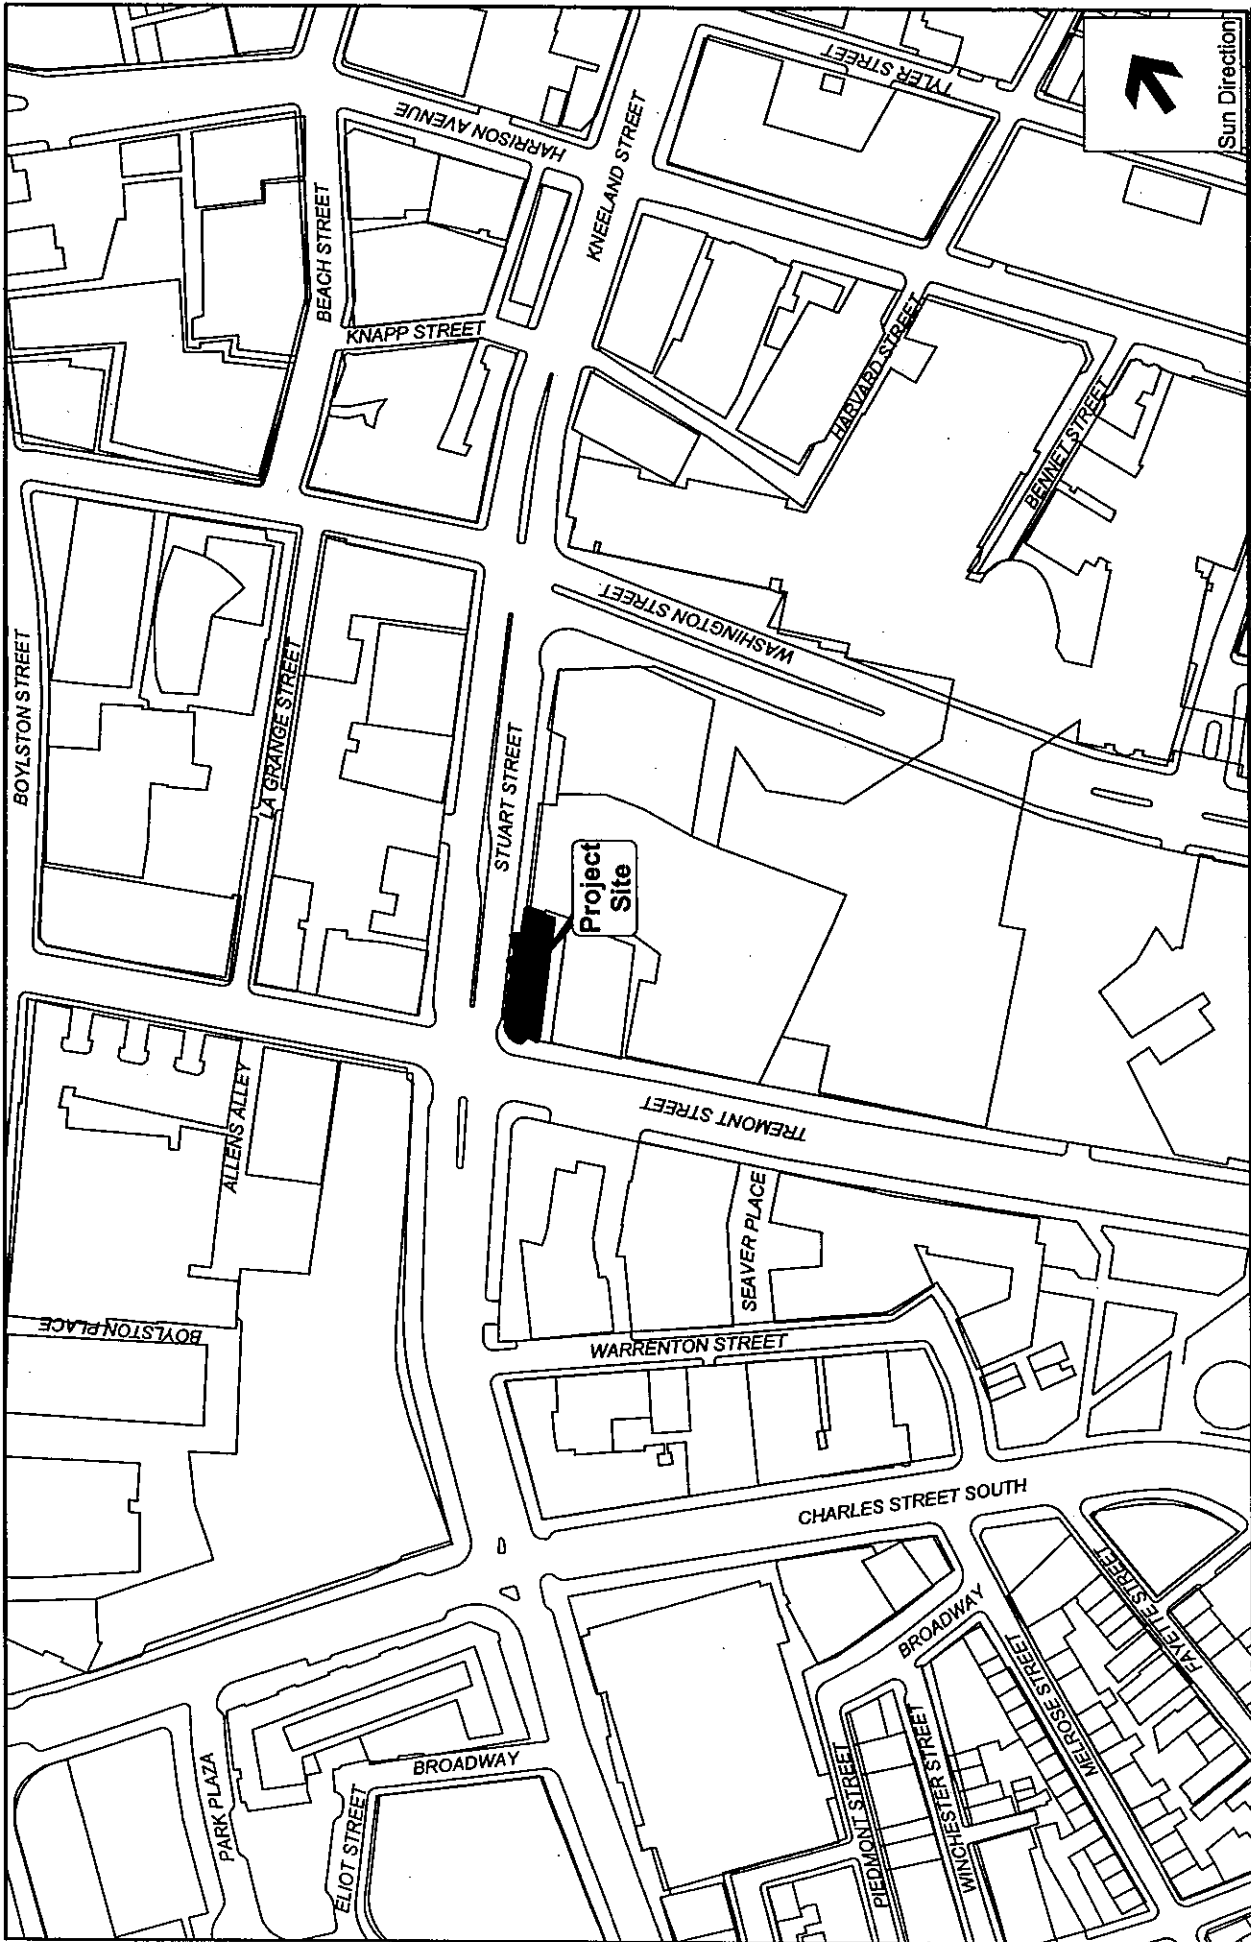 BOYLSTON STREET
BEACH STREET
HARRISON AVENUE
KNAPP STREET
KNEELAND STREET
TYLER STREET
Sun Direction
HARVARD STREET
BENNET STREET
LA GRANGE STREET
WASHINGTON STREET
STUART STREET
Project
Site
ALLENS ALLEY
TREMONT STREET
SEAVER PLACE
BOYLSTON PLACE
WARRENTON STREET
CHARLES STREET SOUTH
BROADWAY
FAYETTE STREET
MELROSE STREET
PARK PLAZA
BROADWAY
ELIOT STREET
PIEDMONT STREET
WINCHESTER STREET